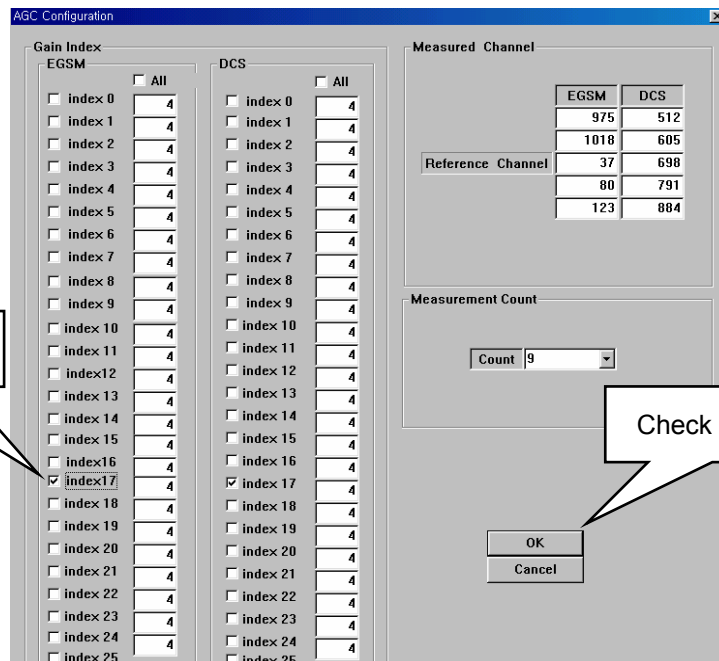 AGC Configuration
Gain Index
EGSM
All
index 0 4
index 1 4
index 2 4
index 3 4
index 4 4
index 5 4
index 6 4
index 7 4
index 8 4
index 9 4
index 10 4
index 11 4
index12 4
index 13 4
index 14 4
index 15 4
index16 4
index17 4
index 18 4
index 19 4
index 20 4
index 21 4
index 22 4
index 23 4
index 24 4
index 25
DCS
All
index 0 4
index 1 4
index 2 4
index 3 4
index 4 4
index 5 4
index 6 4
index 7 4
index 8 4
index 9 4
index 10 4
index 11 4
index 12 4
index 13 4
index 14 4
index 15 4
index 16 4
index 17 4
index 18 4
index 19 4
index 20 4
index 21 4
index 22 4
index 23 4
index 24 4
index 25
Measured Channel
EGSM DCS
975 512
1018 605
Reference Channel 37 698
80 791
123 884
Measurement Count
Count 9
Check
OK
Cancel